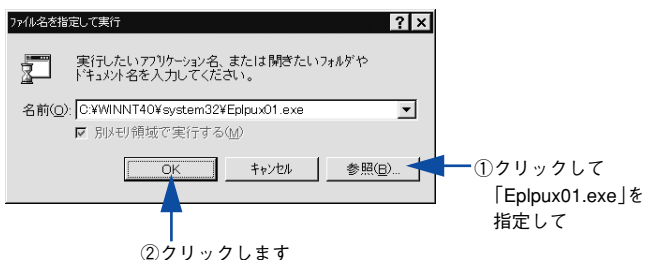 ファイル名を指定して実行
実行したいアプリケーション名、または開きたいフォルダや
ドキュメント名を入力してください。
名前(O): C:¥WINNT40¥system32¥Eplpux01.exe
別メモリ領域で実行する(M)
OK キャンセル 参照(B)...
①クリックして
「Eplpux01.exe」を
指定して
②クリックします